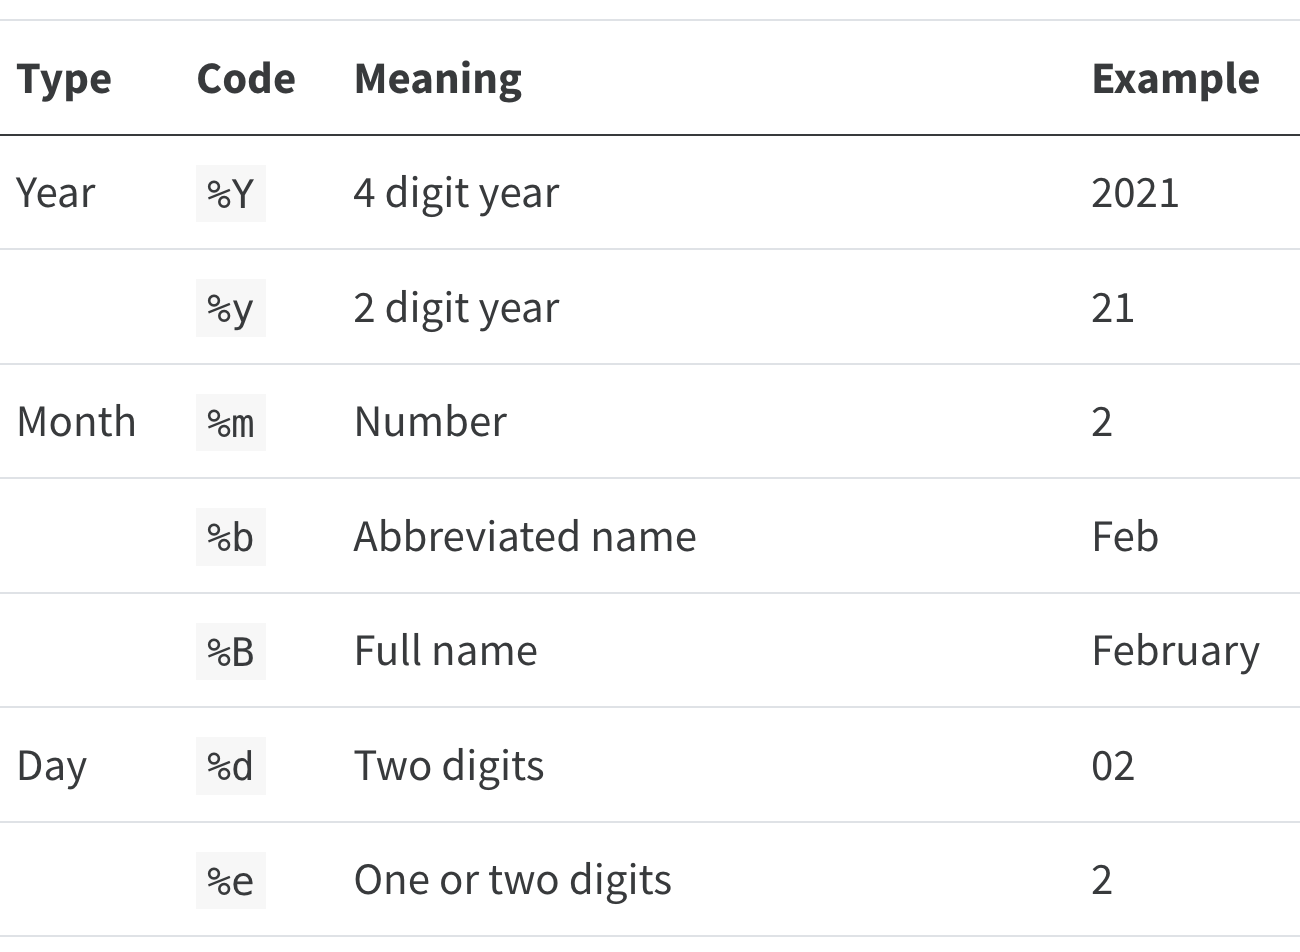 Type Code Meaning Example
Year %Y 4 digit year 2021
%y 2 digit year 21
Month %m Number 2
%b Abbreviated name Feb
%B Full name February
Day %d Two digits 02
%e One or two digits 2